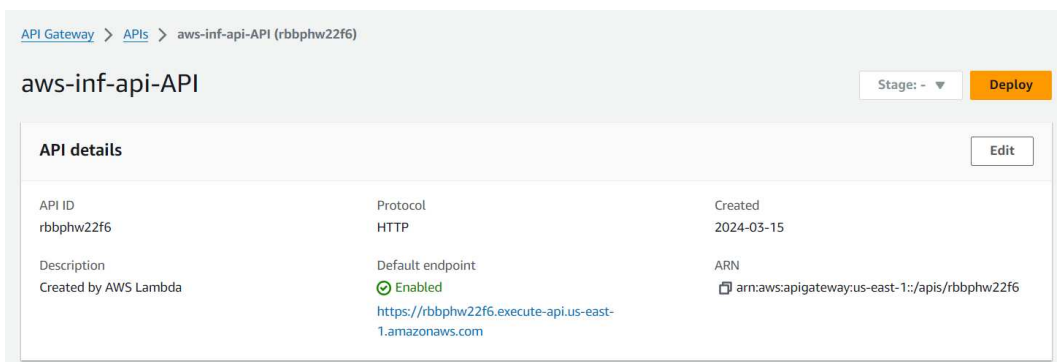 API Gateway > APIs > aws-inf-api-API (rbbphw22f6)
aws-inf-api-API
Stage: - ▼ Deploy
API details
Edit
API ID Protocol Created
rbbphw22f6 HTTP 2024-03-15
Description Default endpoint ARN
Created by AWS Lambda Enabled arn:aws:apigateway:us-east-1::/apis/rbbphw22f6
https://rbbphw22f6.execute-api.us-east-
1.amazonaws.com